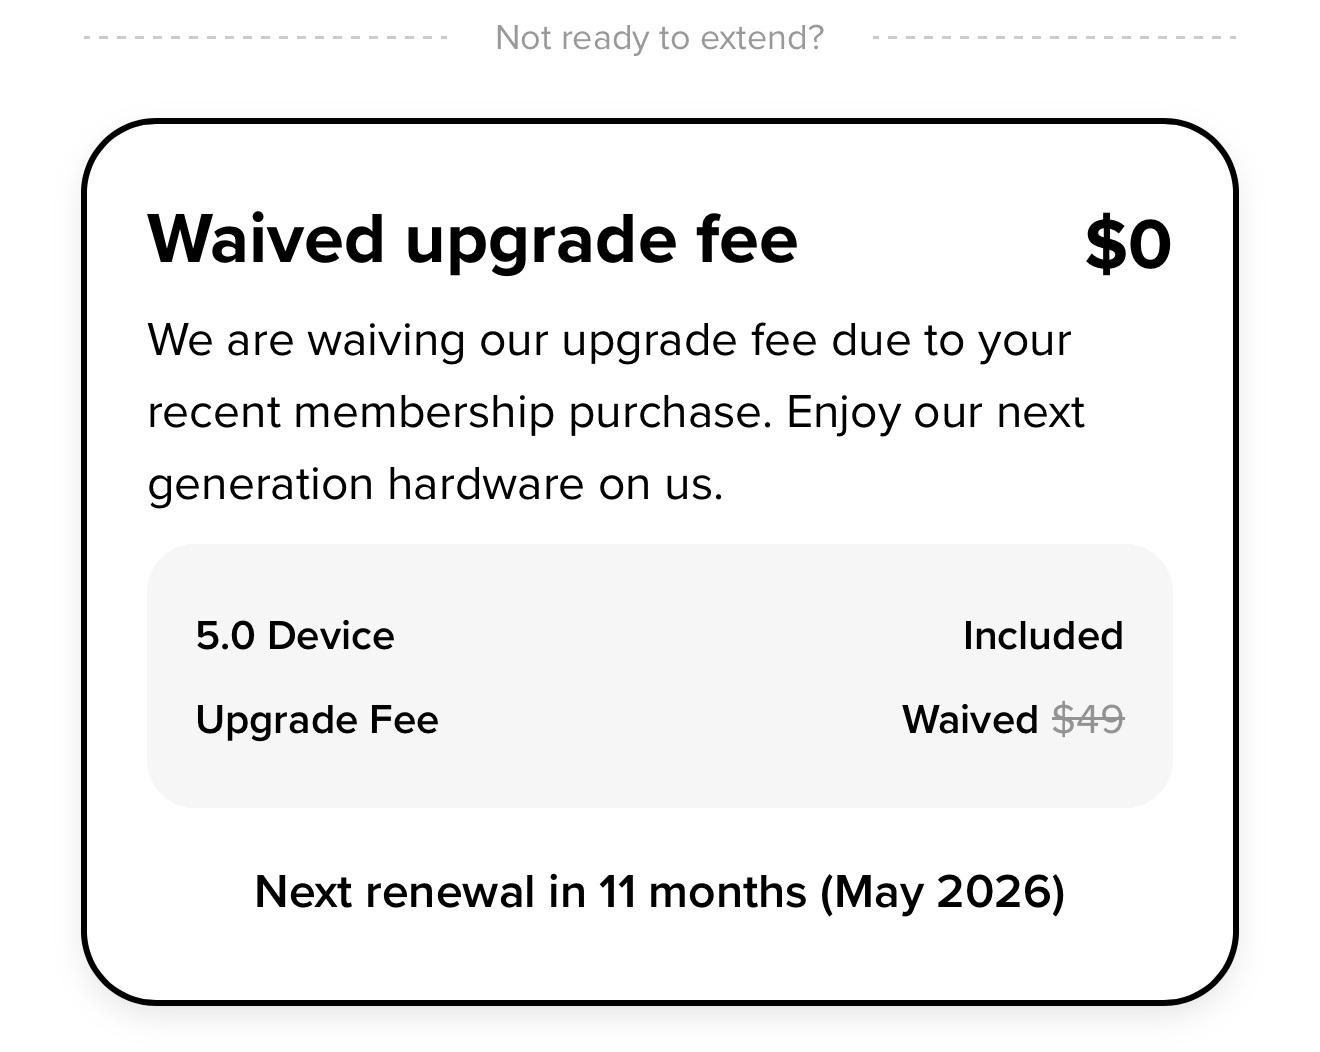 Not ready to extend?
Waived upgrade fee $0
We are waiving our upgrade fee due to your
recent membership purchase. Enjoy our next
generation hardware on us.
5.0 Device Included
Upgrade Fee Waived $49
Next renewal in 11 months (May 2026)